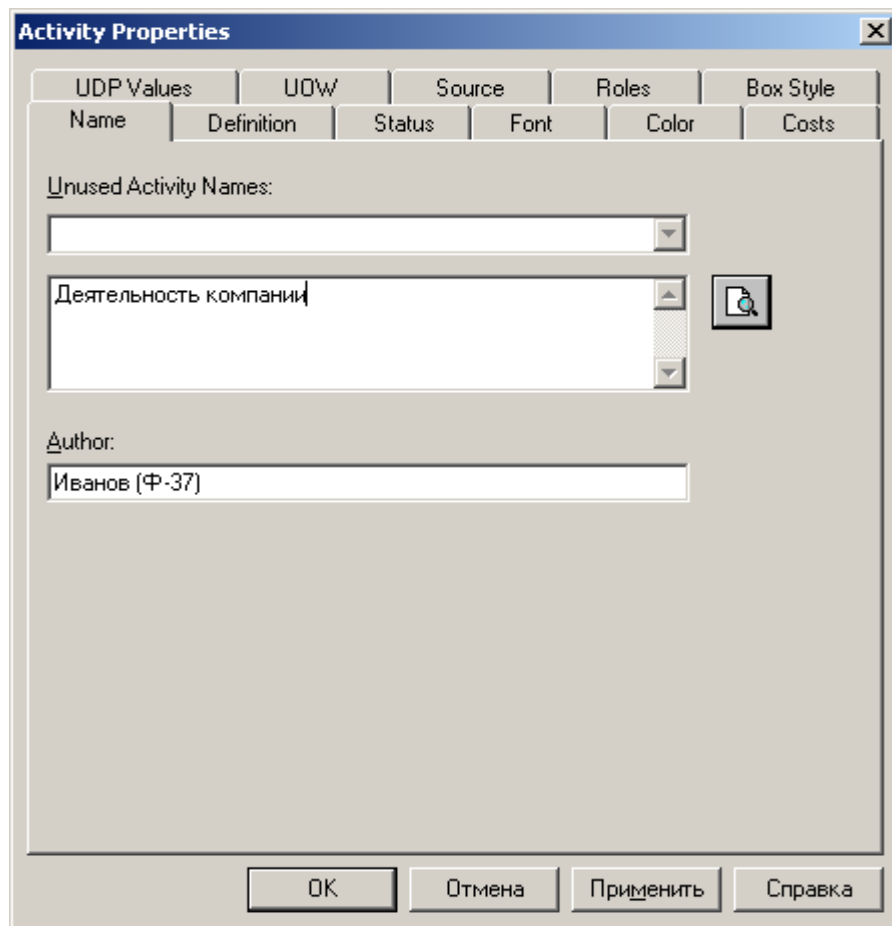 Activity Properties
UDP Values UOW Source Roles Box Style
Name Definition Status Font Color Costs
Unused Activity Names:
Деятельность компании
Author:
Иванов (Ф-37)
OK Отмена Применить Справка